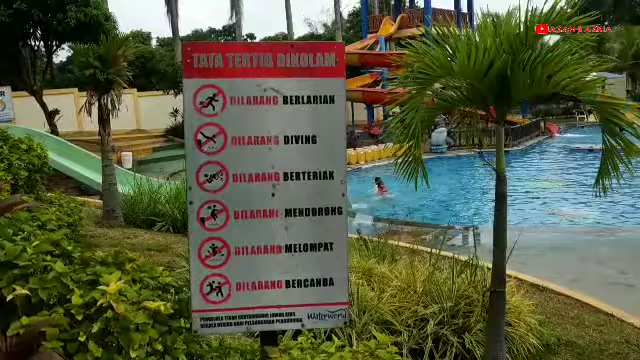 TATA TERTIB DIKOLAM
DILARANG BERLARIAN
DILARANG DIVING
DILARANG BERTERIAK
DILARANG MENDORONG
DILARANG MELOMPAT
DILARANG BERCANDA
Waterworld